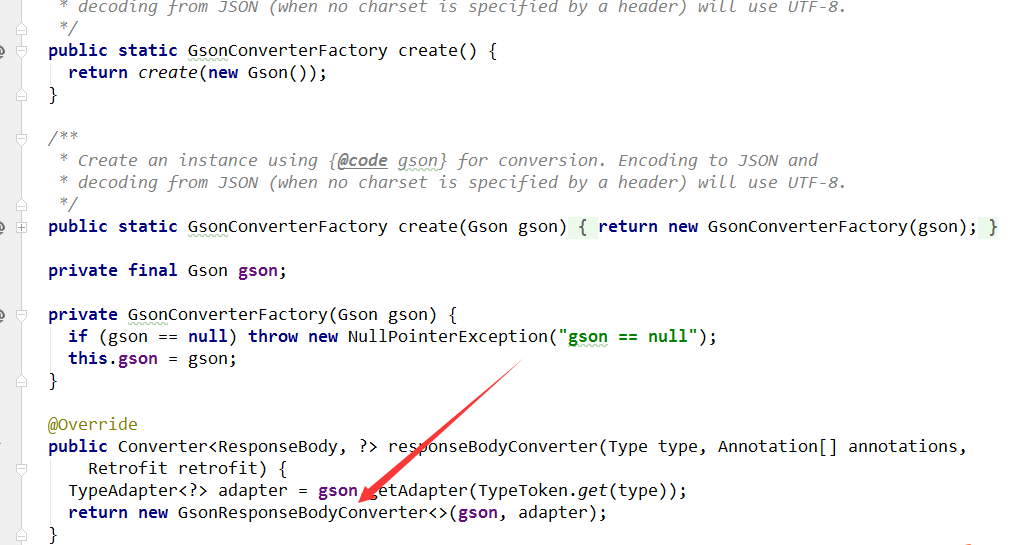 * decoding from JSON (when no charset is specified by a header) will use UTF-8.
*/
public static GsonConverterFactory create() {
return create(new Gson());
}
/**
* Create an instance using {@code gson} for conversion. Encoding to JSON and
* decoding from JSON (when no charset is specified by a header) will use UTF-8.
*/
public static GsonConverterFactory create(Gson gson) { return new GsonConverterFactory(gson); }
private final Gson gson;
private GsonConverterFactory(Gson gson) {
if (gson == null) throw new NullPointerException("gson == null");
this.gson = gson;
}
@Override
public Converter<ResponseBody, ?> responseBodyConverter(Type type, Annotation[] annotations,
Retrofit retrofit) {
TypeAdapter<?> adapter = gson.getAdapter(TypeToken.get(type));
return new GsonResponseBodyConverter<>(gson, adapter);
}